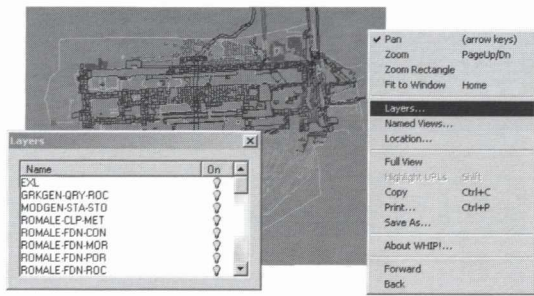 Pan (arrow keys)
Zoom PageUp/Dn
Zoom Rectangle
Fit to Window Home
Layers...
Named Views...
Location...
Full View
Highlight URLs Shift
Copy Ctrl+C
Print... Ctrl+P
Save As...
About WHIP!...
Forward
Back
Layers
Name On
EXL
GRKGEN-QRY-ROC
MODGEN-STA-STO
ROMALE-CLP-MET
ROMALE-FDN-CON
ROMALE-FDN-MOR
ROMALE-FDN-POR
ROMALE-FDN-ROC